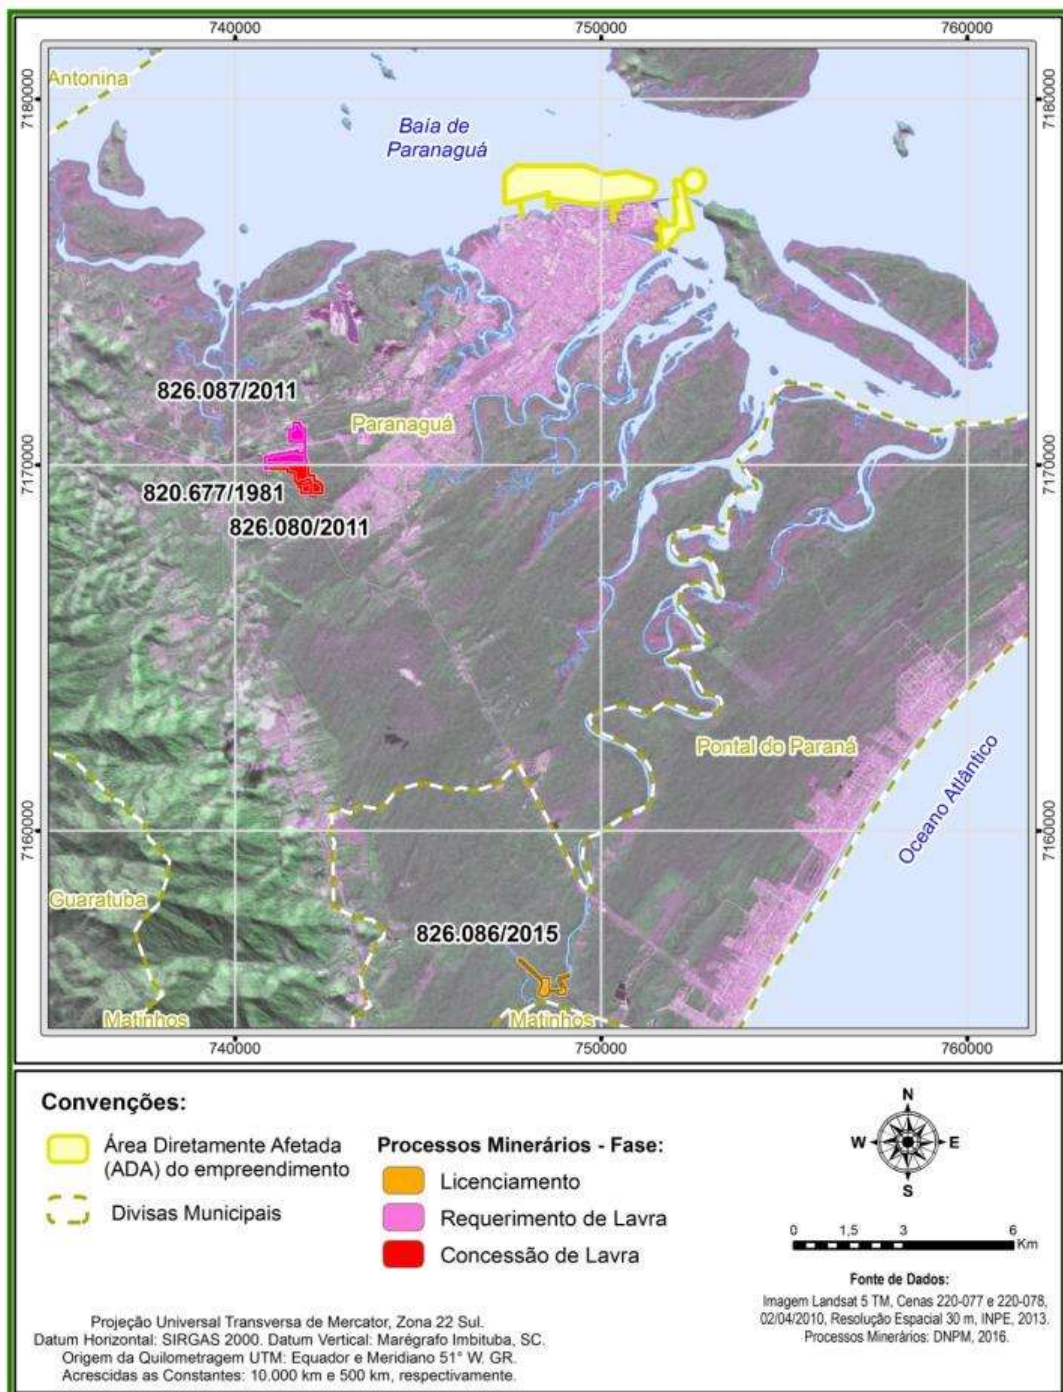 740000
750000
760000
7180000
7180000
Antonina
Baía de
Paranaguá
826.087/2011
Paranaguá
7170000
7170000
820.677/1981
826.080/2011
Pontal do Paraná
Oceano Atlântico
7160000
7160000
Guaratuba
826.086/2015
Matinhos
Matinhos
740000
750000
760000
Convenções:
Área Diretamente Afetada
(ADA) do empreendimento
Divisas Municipais
Processos Minerários - Fase:
Licenciamento
Requerimento de Lavra
Concessão de Lavra
N
W
E
S
0
1,5
3
6
Km
Fonte de Dados:
Imagem Landsat 5 TM, Cenas 220-077 e 220-078,
02/04/2010, Resolução Espacial 30 m, INPE, 2013.
Processos Minerários: DNPM, 2016.
Projeção Universal Transversa de Mercator, Zona 22 Sul.
Datum Horizontal: SIRGAS 2000. Datum Vertical: Marégrafo Imbituba, SC.
Origem da Quilometragem UTM: Equador e Meridiano 51° W. GR.
Acrescidas as Constantes: 10.000 km e 500 km, respectivamente.